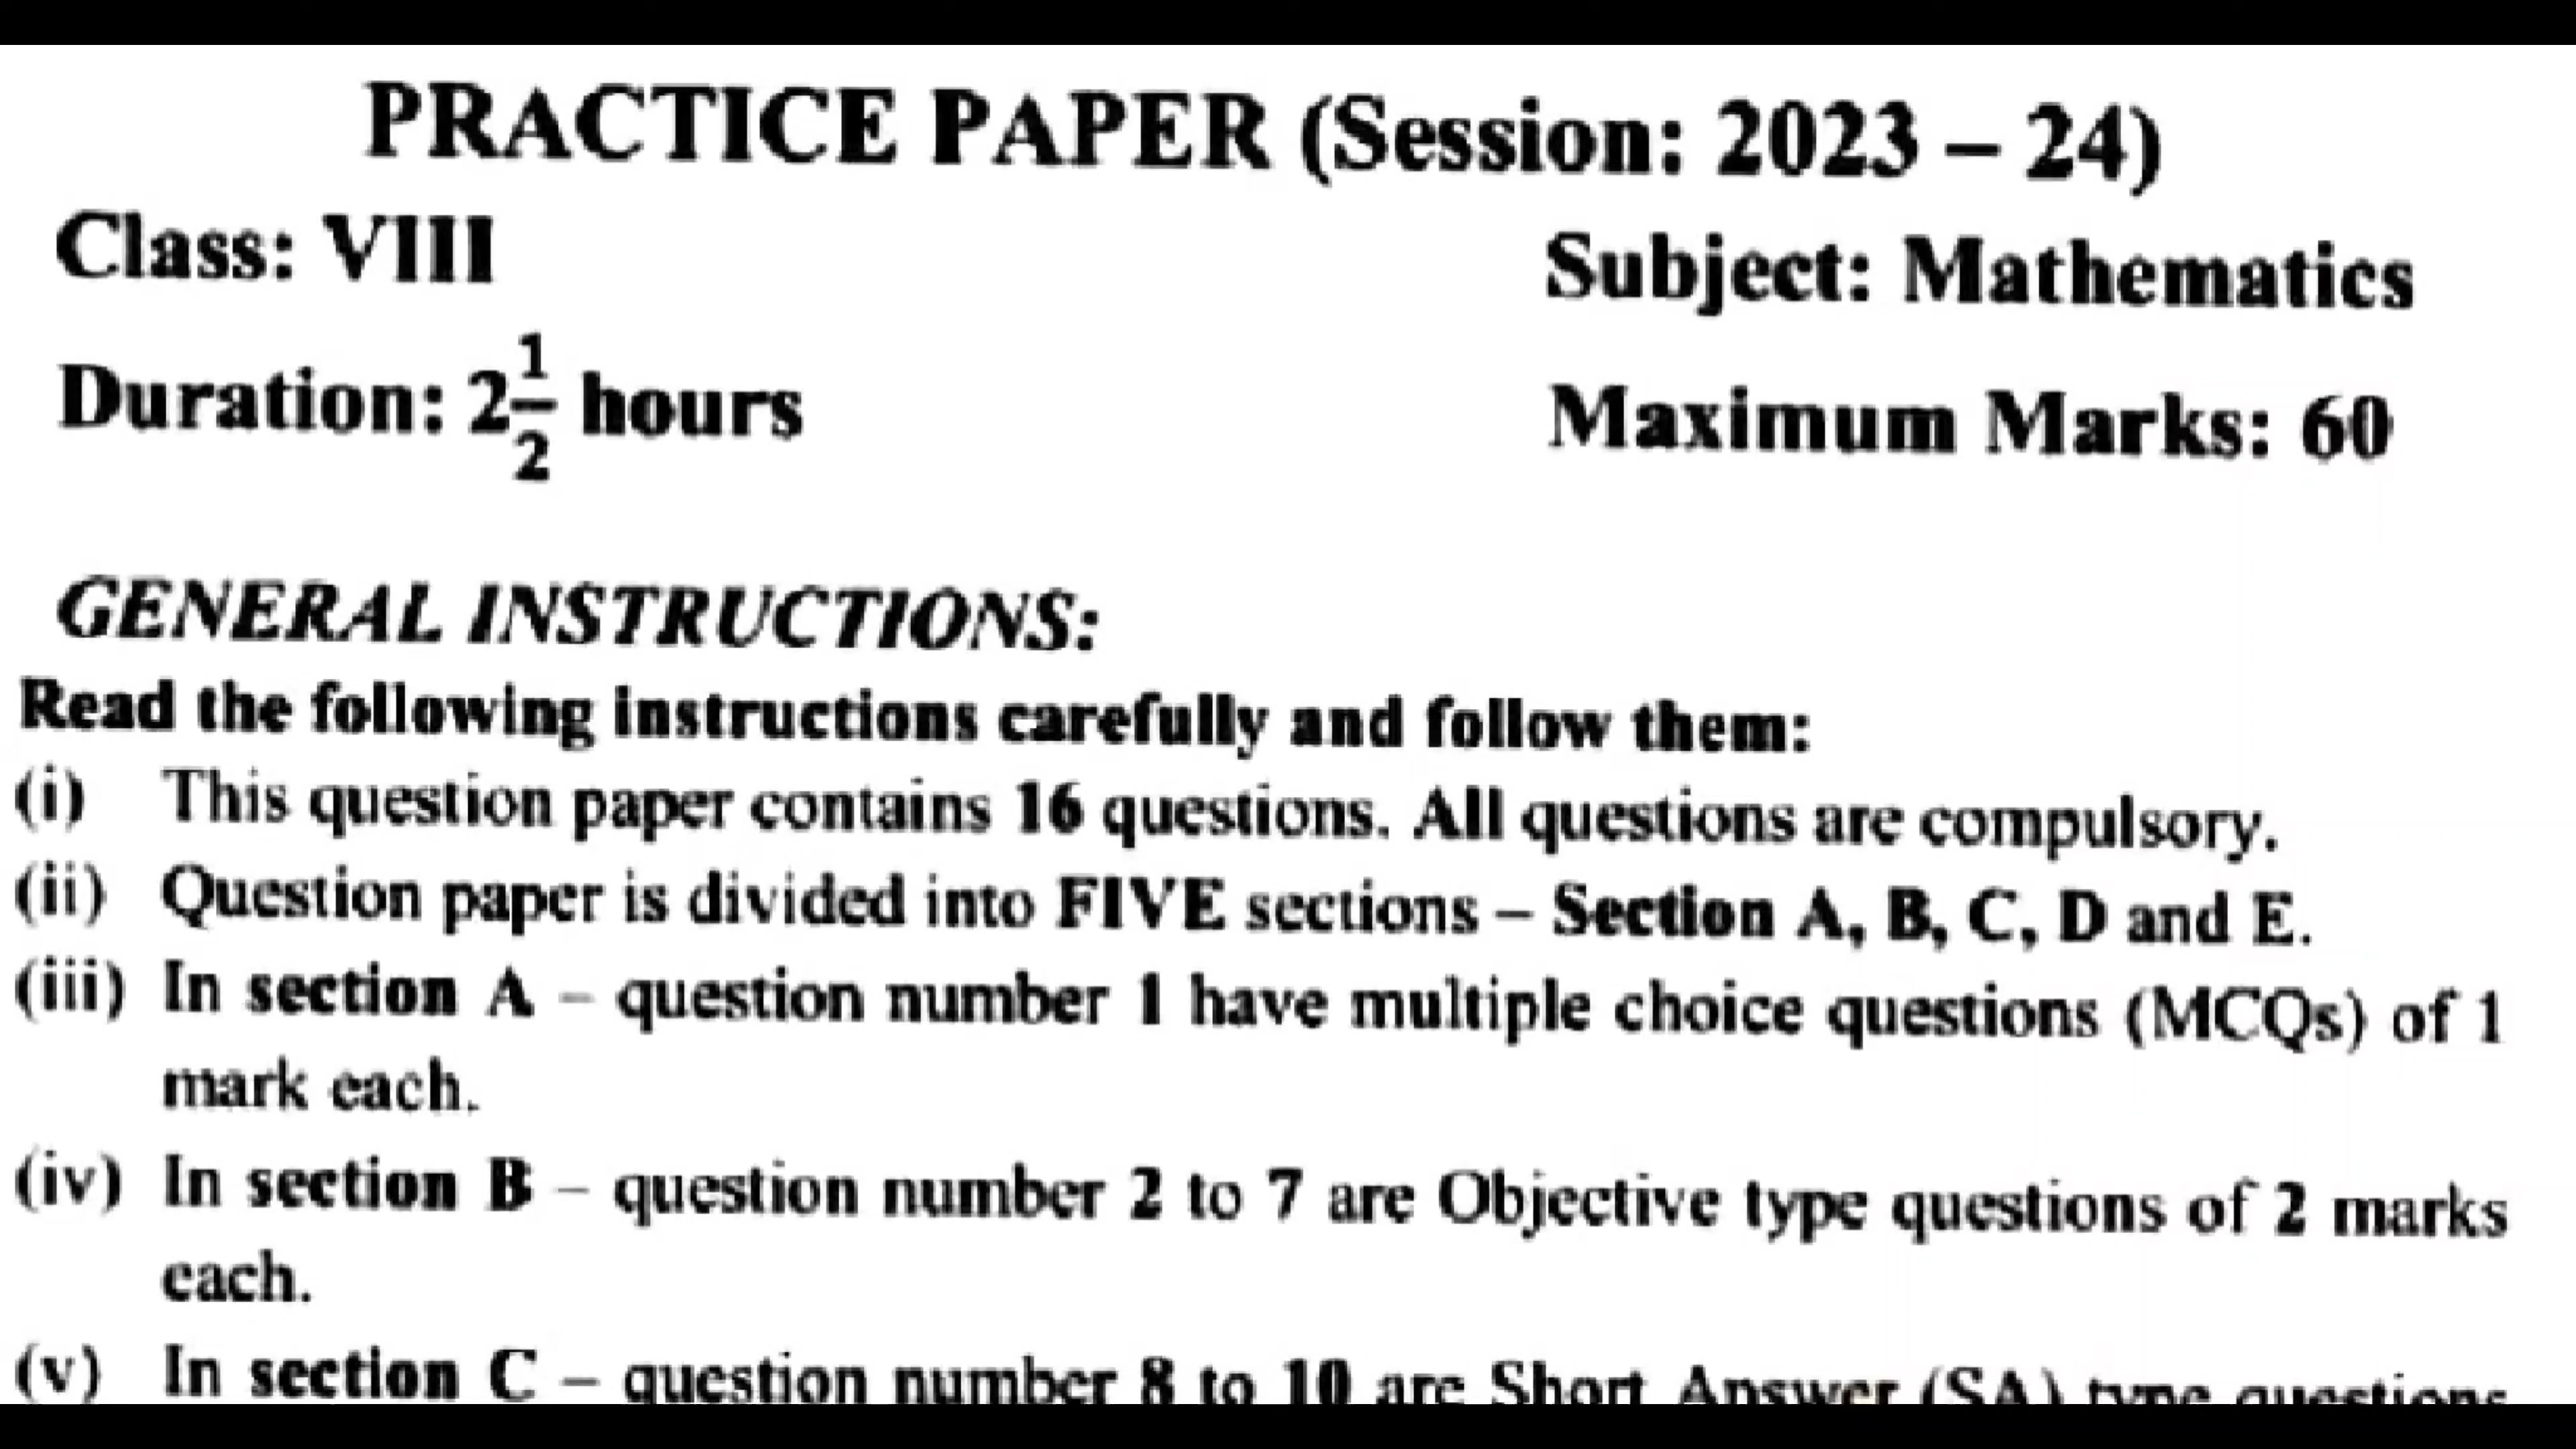 PRACTICE PAPER (Session: 2023 – 24)
Class: VIII
Subject: Mathematics
Duration: 2 1/2 hours
Maximum Marks: 60
GENERAL INSTRUCTIONS:
Read the following instructions carefully and follow them:
(i) This question paper contains 16 questions. All questions are compulsory.
(ii) Question paper is divided into FIVE sections – Section A, B, C, D and E.
(iii) In section A – question number 1 have multiple choice questions (MCQs) of 1
mark each.
(iv) In section B – question number 2 to 7 are Objective type questions of 2 marks
each.
(v) In section C – question number 8 to 10 are Short Answer (SA) type questions